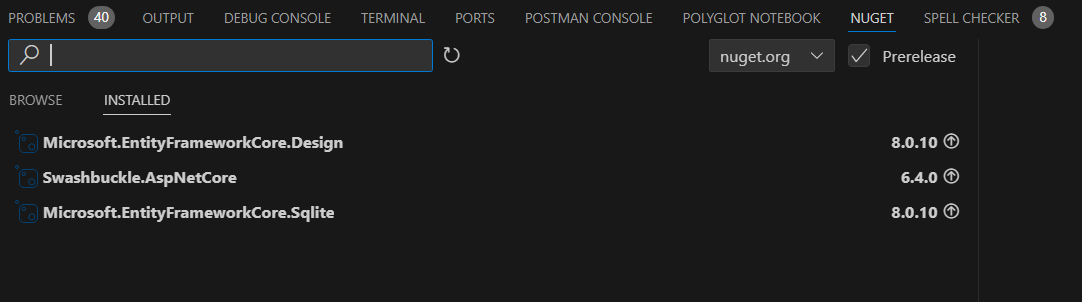 PROBLEMS 40 OUTPUT DEBUG CONSOLE TERMINAL PORTS POSTMAN CONSOLE POLYGLOT NOTEBOOK NUGET SPELL CHECKER 8
nuget.org Prerelease
BROWSE INSTALLED
Microsoft.EntityFrameworkCore.Design 8.0.10
Swashbuckle.AspNetCore 6.4.0
Microsoft.EntityFrameworkCore.Sqlite 8.0.10